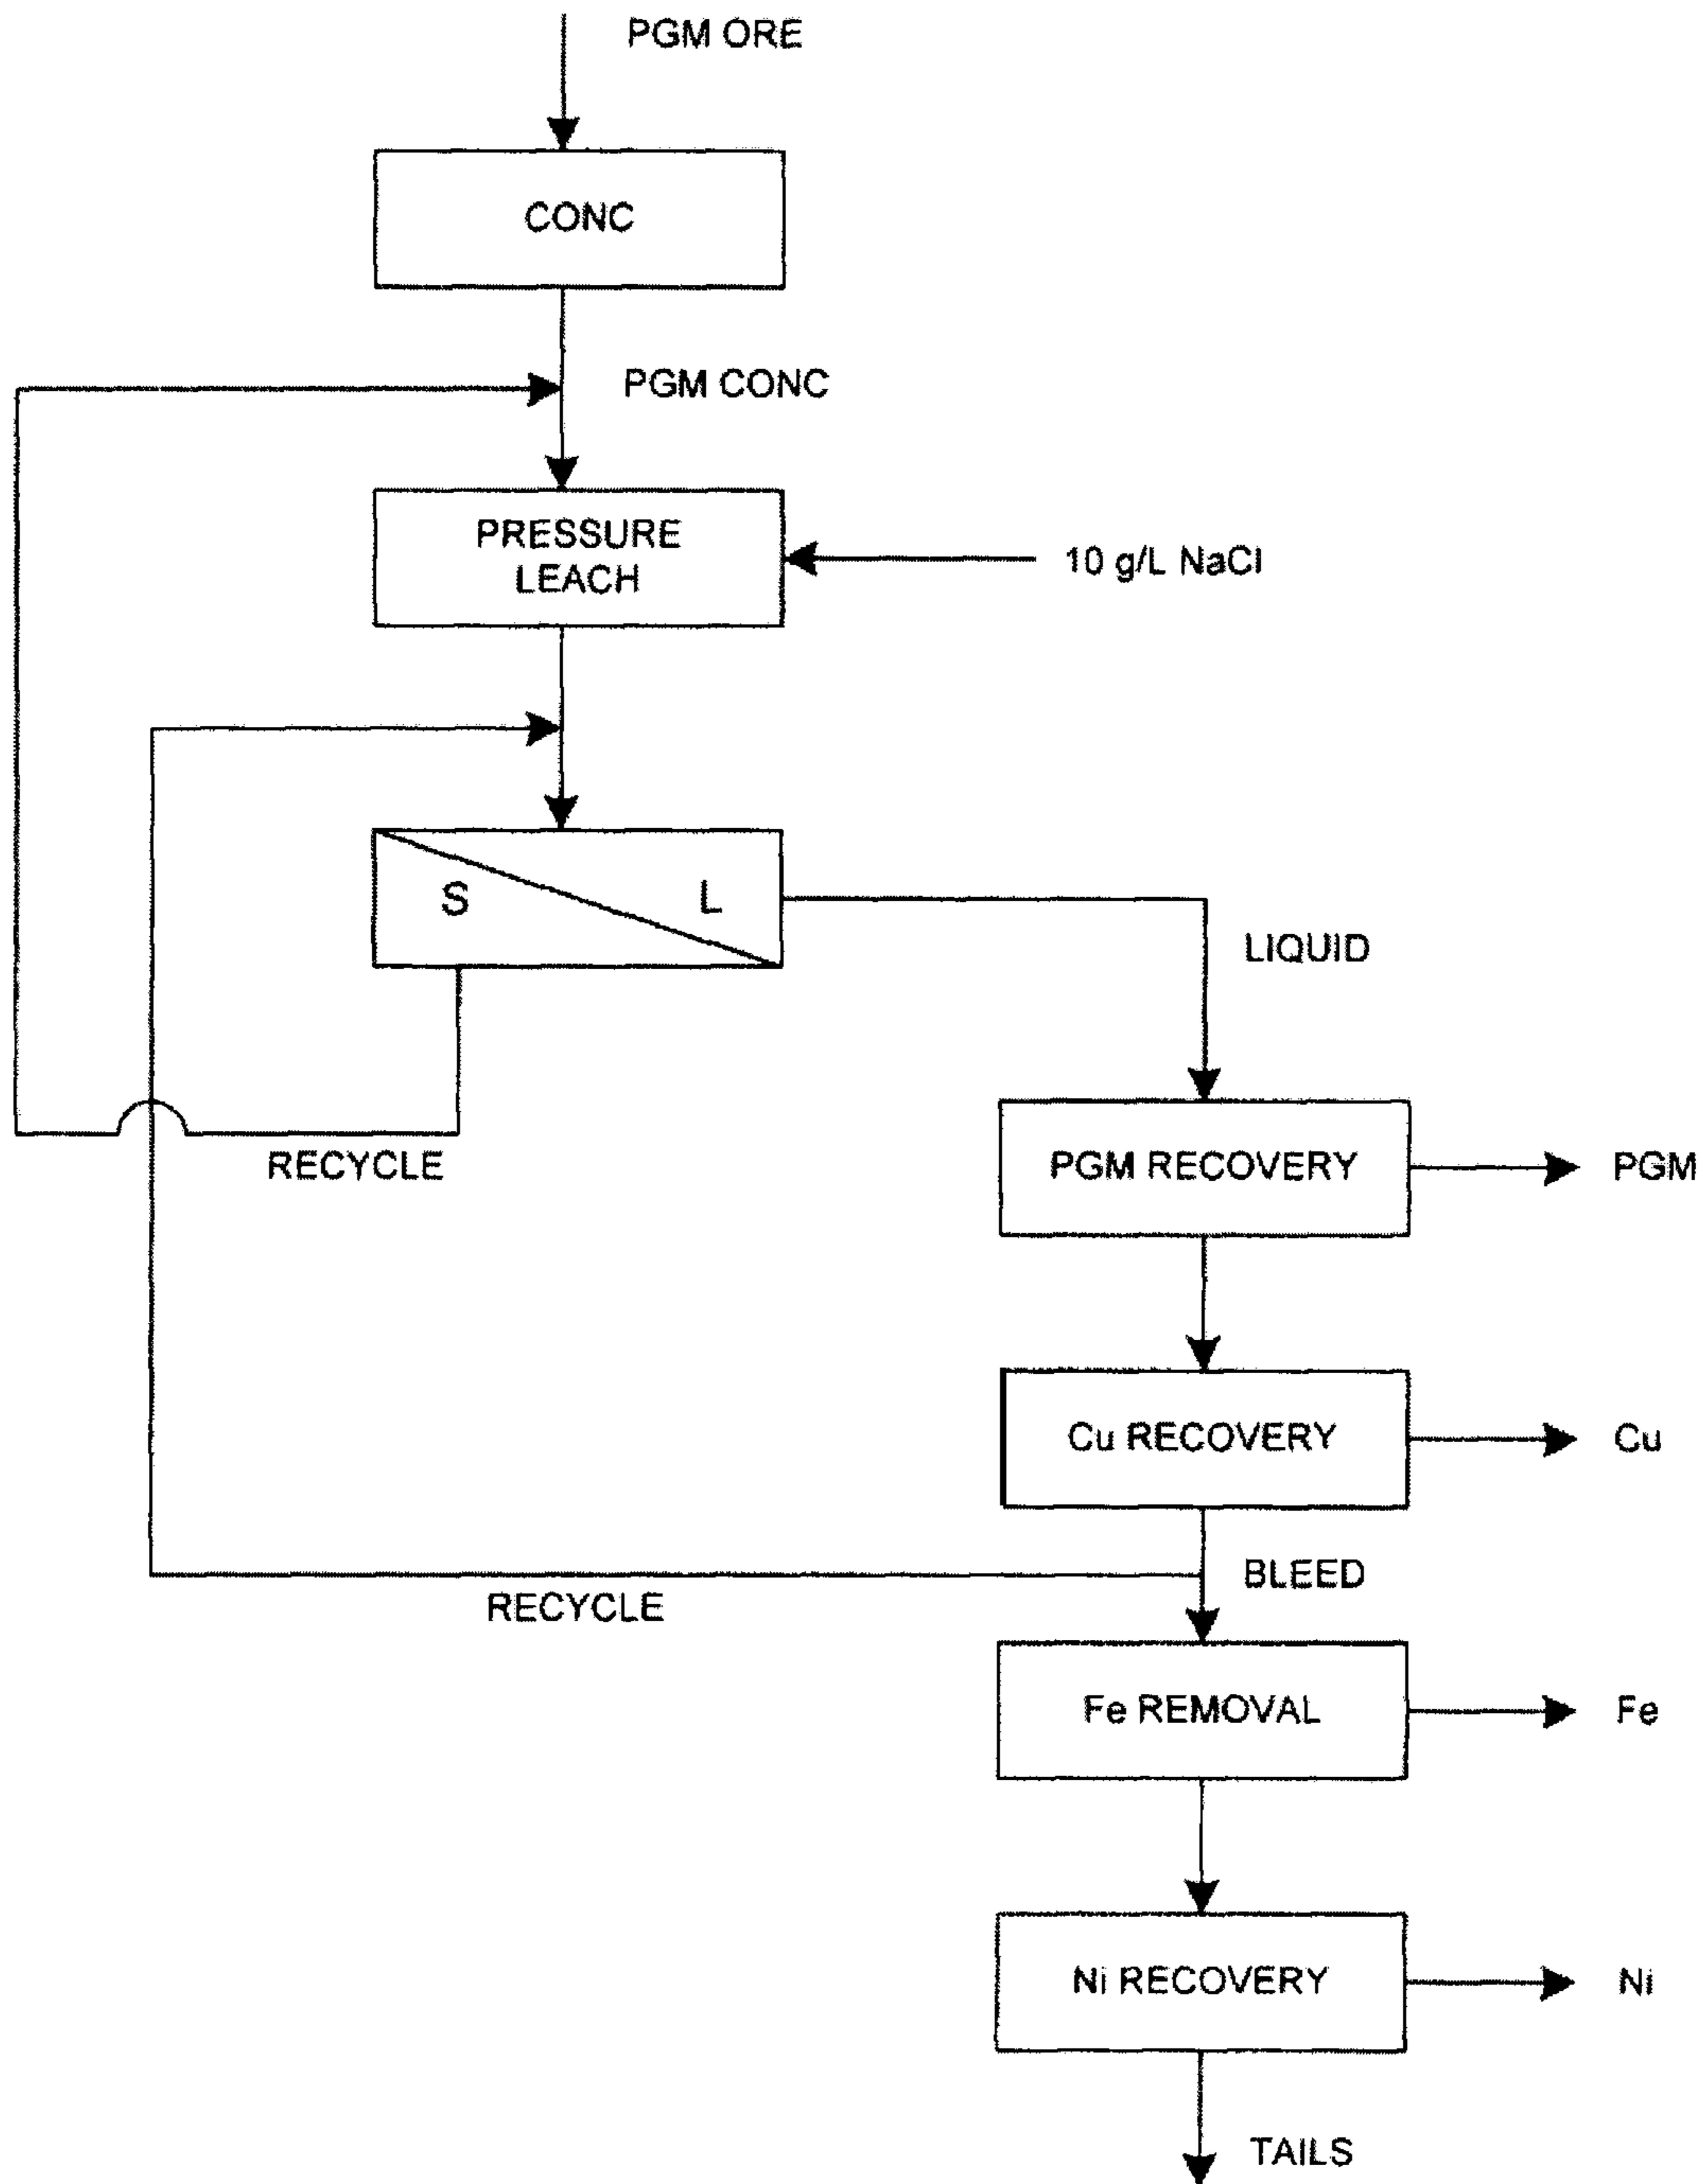 PGM ORE
CONC
PGM CONC
PRESSURE
LEACH
10 g/L NaCl
S
L
LIQUID
RECYCLE
PGM RECOVERY
PGM
Cu RECOVERY
Cu
BLEED
RECYCLE
Fe REMOVAL
Fe
Ni RECOVERY
Ni
TAILS